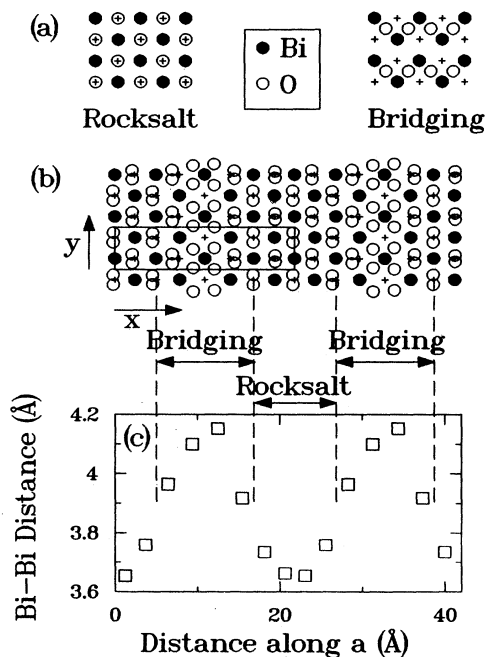 (a)
Bi
O
Rocksalt
Bridging
(b)
y
x
Bridging
Bridging
Rocksalt
(c)
4.2
4
3.8
3.6
Bi-Bi Distance (Å)
0
20
40
Distance along a (Å)